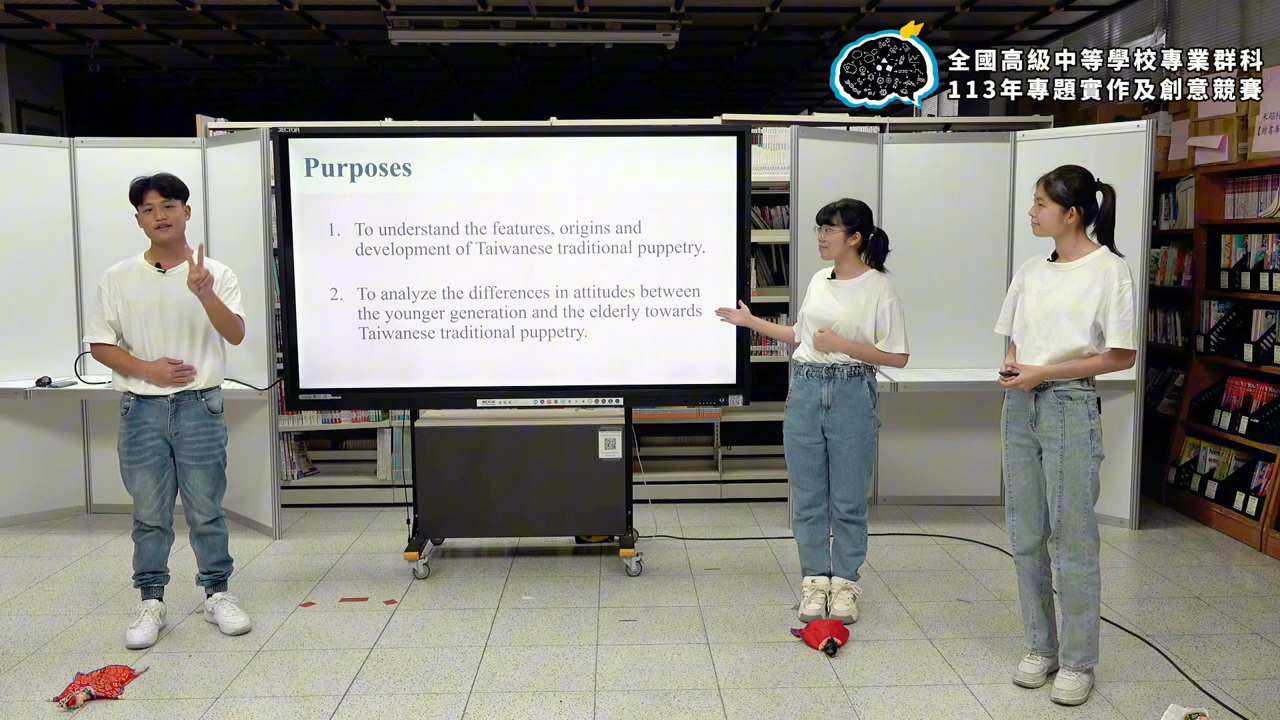 全國高級中等學校專業群科
113年專題實作及創意競賽
JECTOR
Purposes
1. To understand the features, origins and
development of Taiwanese traditional puppetry.
2. To analyze the differences in attitudes between
the younger generation and the elderly towards
Taiwanese traditional puppetry.